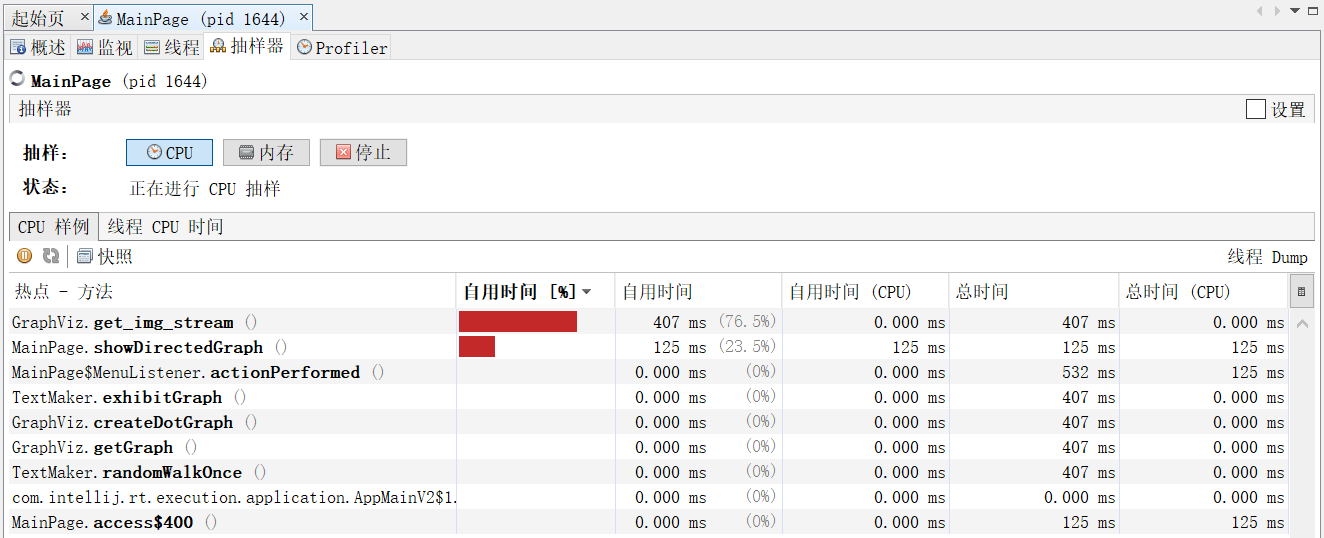 起始页 × MainPage (pid 1644) ×
概述 监视 线程 抽样器 Profiler
MainPage (pid 1644)
抽样器 设置
抽样： CPU 内存 停止
状态： 正在进行 CPU 抽样
CPU 样例 线程 CPU 时间
快照 线程 Dump
热点 - 方法 自用时间 [%] 自用时间 自用时间 (CPU) 总时间 总时间 (CPU)
GraphViz.get_img_stream () 407 ms (76.5%) 0.000 ms 407 ms 0.000 ms
MainPage.showDirectedGraph () 125 ms (23.5%) 125 ms 125 ms 125 ms
MainPage$MenuListener.actionPerformed () 0.000 ms (0%) 0.000 ms 532 ms 125 ms
TextMaker.exhibitGraph () 0.000 ms (0%) 0.000 ms 407 ms 0.000 ms
GraphViz.createDotGraph () 0.000 ms (0%) 0.000 ms 407 ms 0.000 ms
GraphViz.getGraph () 0.000 ms (0%) 0.000 ms 407 ms 0.000 ms
TextMaker.randomWalkOnce () 0.000 ms (0%) 0.000 ms 407 ms 0.000 ms
com.intellij.rt.execution.application.AppMainV2$1. 0.000 ms (0%) 0.000 ms 0.000 ms 0.000 ms
MainPage.access$400 () 0.000 ms (0%) 0.000 ms 125 ms 125 ms